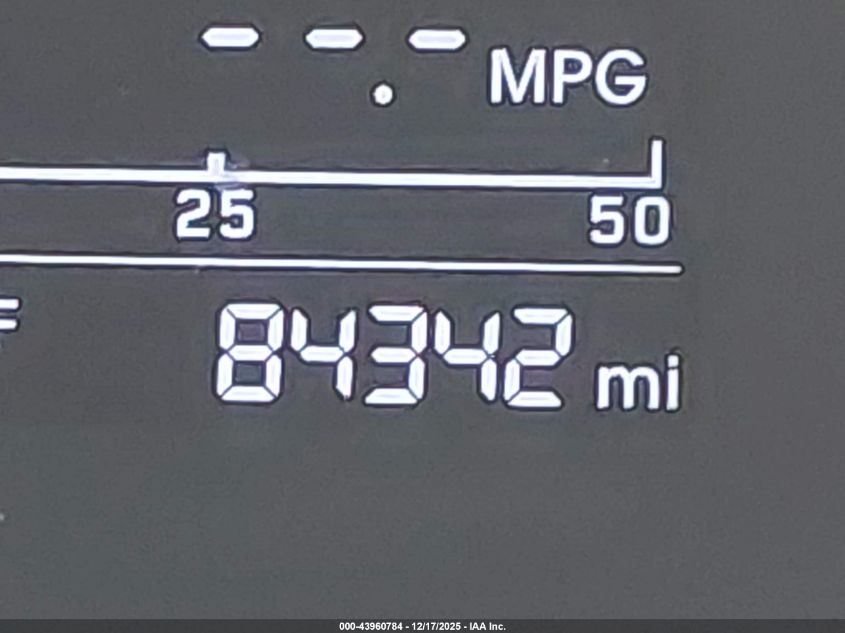 --.- MPG
25 50
F 84342 mi
000-43960784 - 12/17/2025 - IAA Inc.